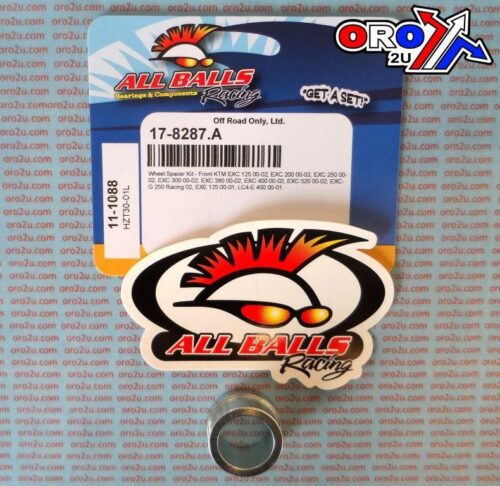 ORO
2U
ALL BALLS
Bearings & Components
Racing
"GET A SET!"
Off Road Only, Ltd.
17-8287.A
Wheel Spacer Kit - Front KTM EXC 125 00-02, EXC 200 00-02, EXC 250 00-
02, EXC 300 00-02, EXC 380 00-02, EXC 400 00-02, EXC 520 00-02, EXC-
G 250 Racing 02, EXE 125 00-01, LC4-E 400 00-01
11-1088
HZT30-01L
ALL BALLS
Racing
oro2u.com